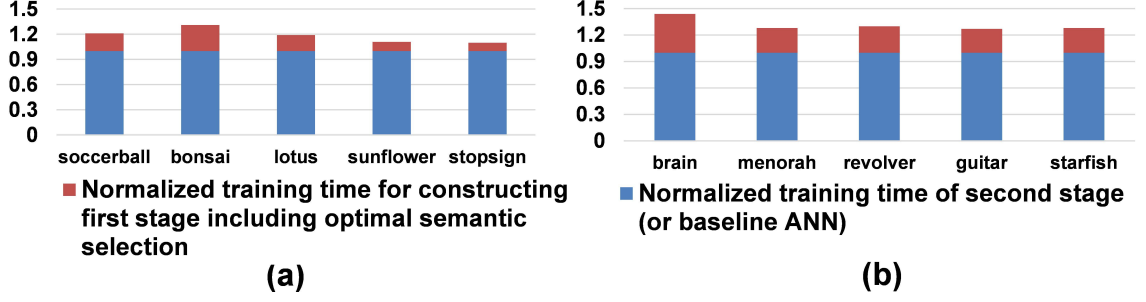 1.5
1.2
0.9
0.6
0.3
0
soccerball bonsai lotus sunflower stopsign
Normalized training time for constructing
first stage including optimal semantic
selection
(a)
1.5
1.2
0.9
0.6
0.3
0
brain menorah revolver guitar starfish
Normalized training time of second stage
(or baseline ANN)
(b)